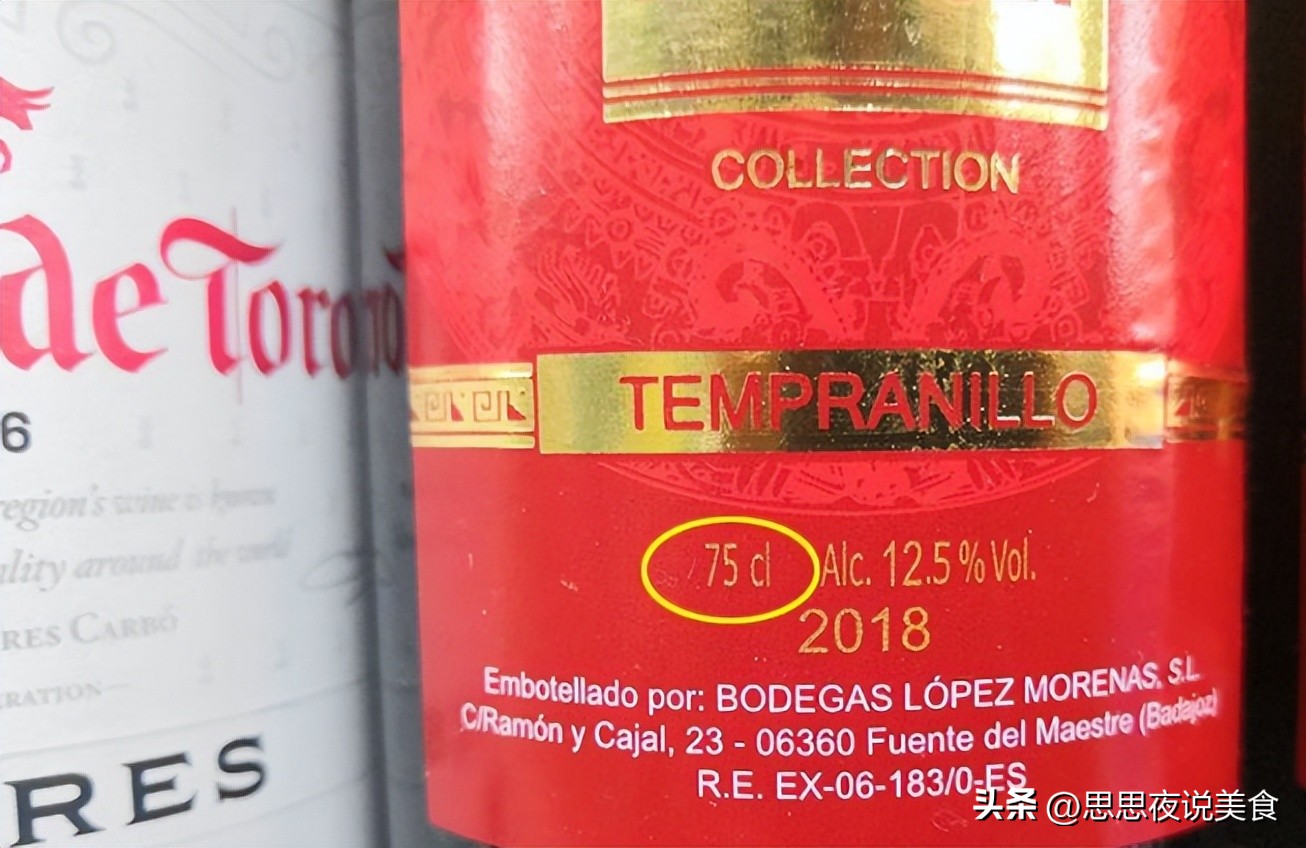 de Toro
6
region's wine is known
ality around the world
RES CARBÓ
ERATION
RES
COLLECTION
TEMPRANILLO
75 cl Alc. 12.5 % Vol.
2018
Embotellado por: BODEGAS LÓPEZ MORENAS, S.L.
C/Ramón y Cajal, 23 - 06360 Fuente del Maestre (Badajoz)
R.E. EX-06-183/0-ES
头条 @思思夜说美食